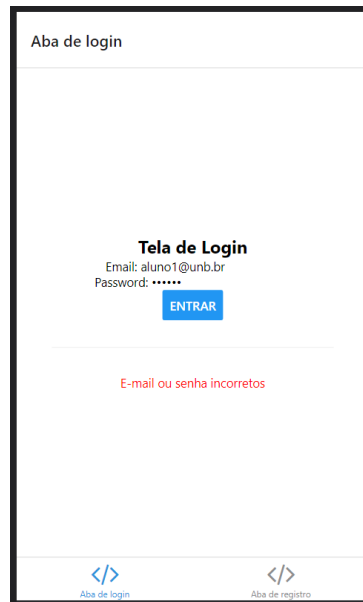 Aba de login
Tela de Login
Email: aluno1@unb.br
Password: ••••••
ENTRAR
E-mail ou senha incorretos
Aba de login
Aba de registro